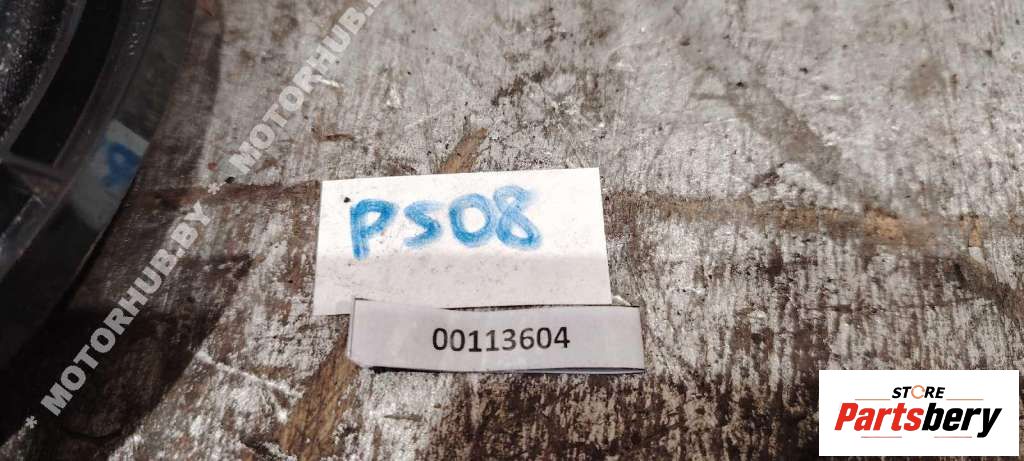 * MOTORHUB.BY * MOTORHUB.BY
PS08
00113604
STORE
Partsbery